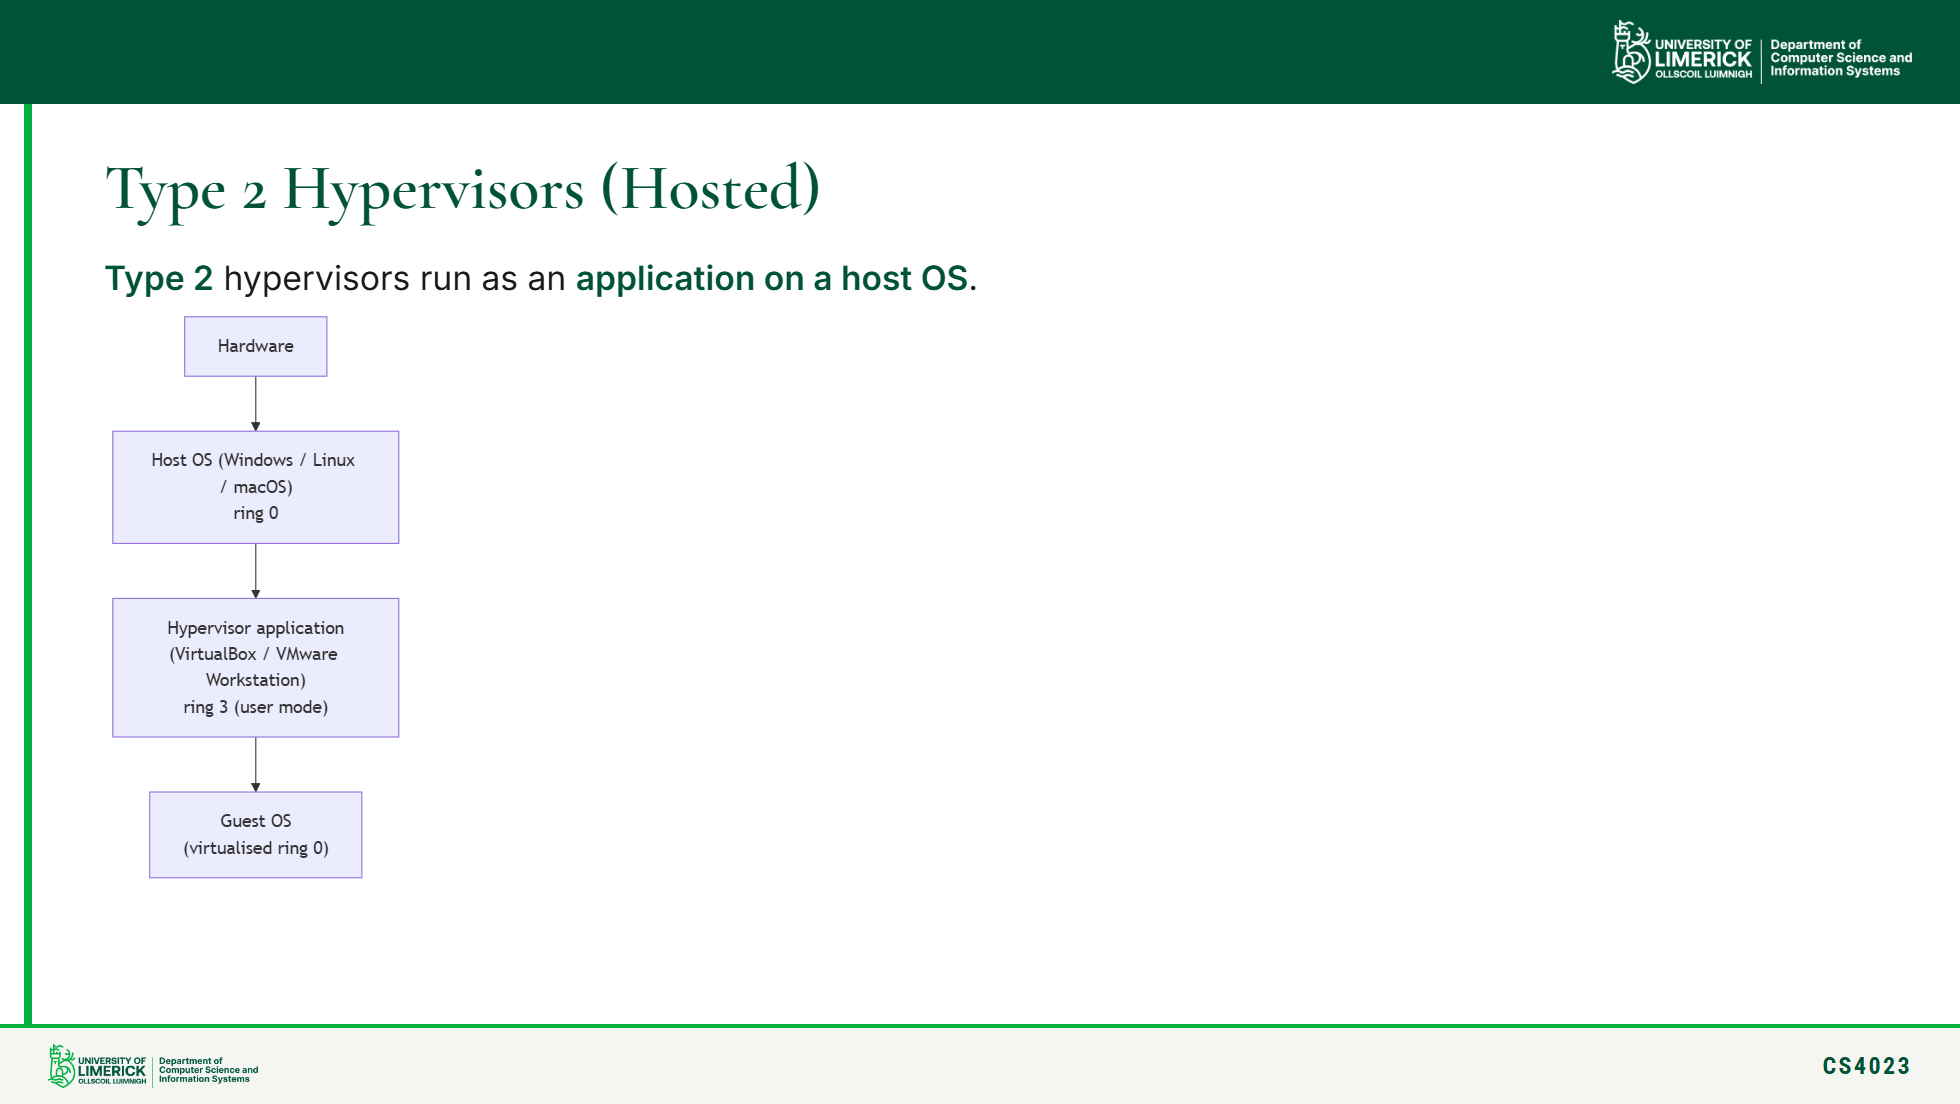 UNIVERSITY OF
LIMERICK
OLLSCOIL LUIMNIGH
Department of
Computer Science and
Information Systems
Type 2 Hypervisors (Hosted)
Type 2 hypervisors run as an application on a host OS.
Hardware
Host OS (Windows / Linux
/ macOS)
ring 0
Hypervisor application
(VirtualBox / VMware
Workstation)
ring 3 (user mode)
Guest OS
(virtualised ring 0)
UNIVERSITY OF
LIMERICK
OLLSCOIL LUIMNIGH
Department of
Computer Science and
Information Systems
CS4023